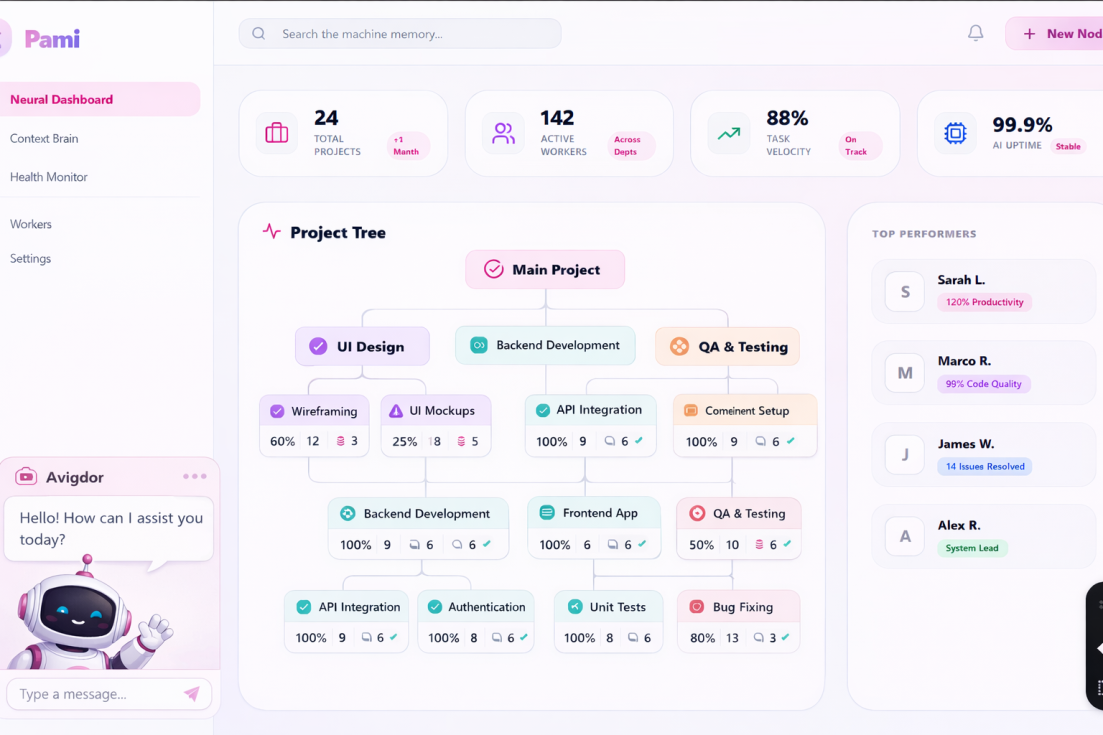 Pami
Search the machine memory...
+ New Nod
Neural Dashboard
Context Brain
Health Monitor
Workers
Settings
24
TOTAL
PROJECTS
+1
Manth
142
ACTIVE
WORKERS
Across
Depts
88%
TASK
VELOCITY
On
Track
99.9%
AI UPTIME
Stable
Project Tree
Main Project
UI Design
Backend Development
QA & Testing
Wireframing
60% 12 3
UI Mockups
25% 18 5
API Integration
100% 9 6
Comeinent Setup
100% 9 6
Backend Development
100% 9 6 6
Frontend App
100% 6 6
QA & Testing
50% 10 6
API Integration
100% 9 6
Authentication
100% 8 6
Unit Tests
100% 8 6
Bug Fixing
80% 13 3
TOP PERFORMERS
S
Sarah L.
120% Productivity
M
Marco R.
99% Code Quality
J
James W.
14 Issues Resolved
A
Alex R.
System Lead
Avigdor
Hello! How can I assist you
today?
Type a message...